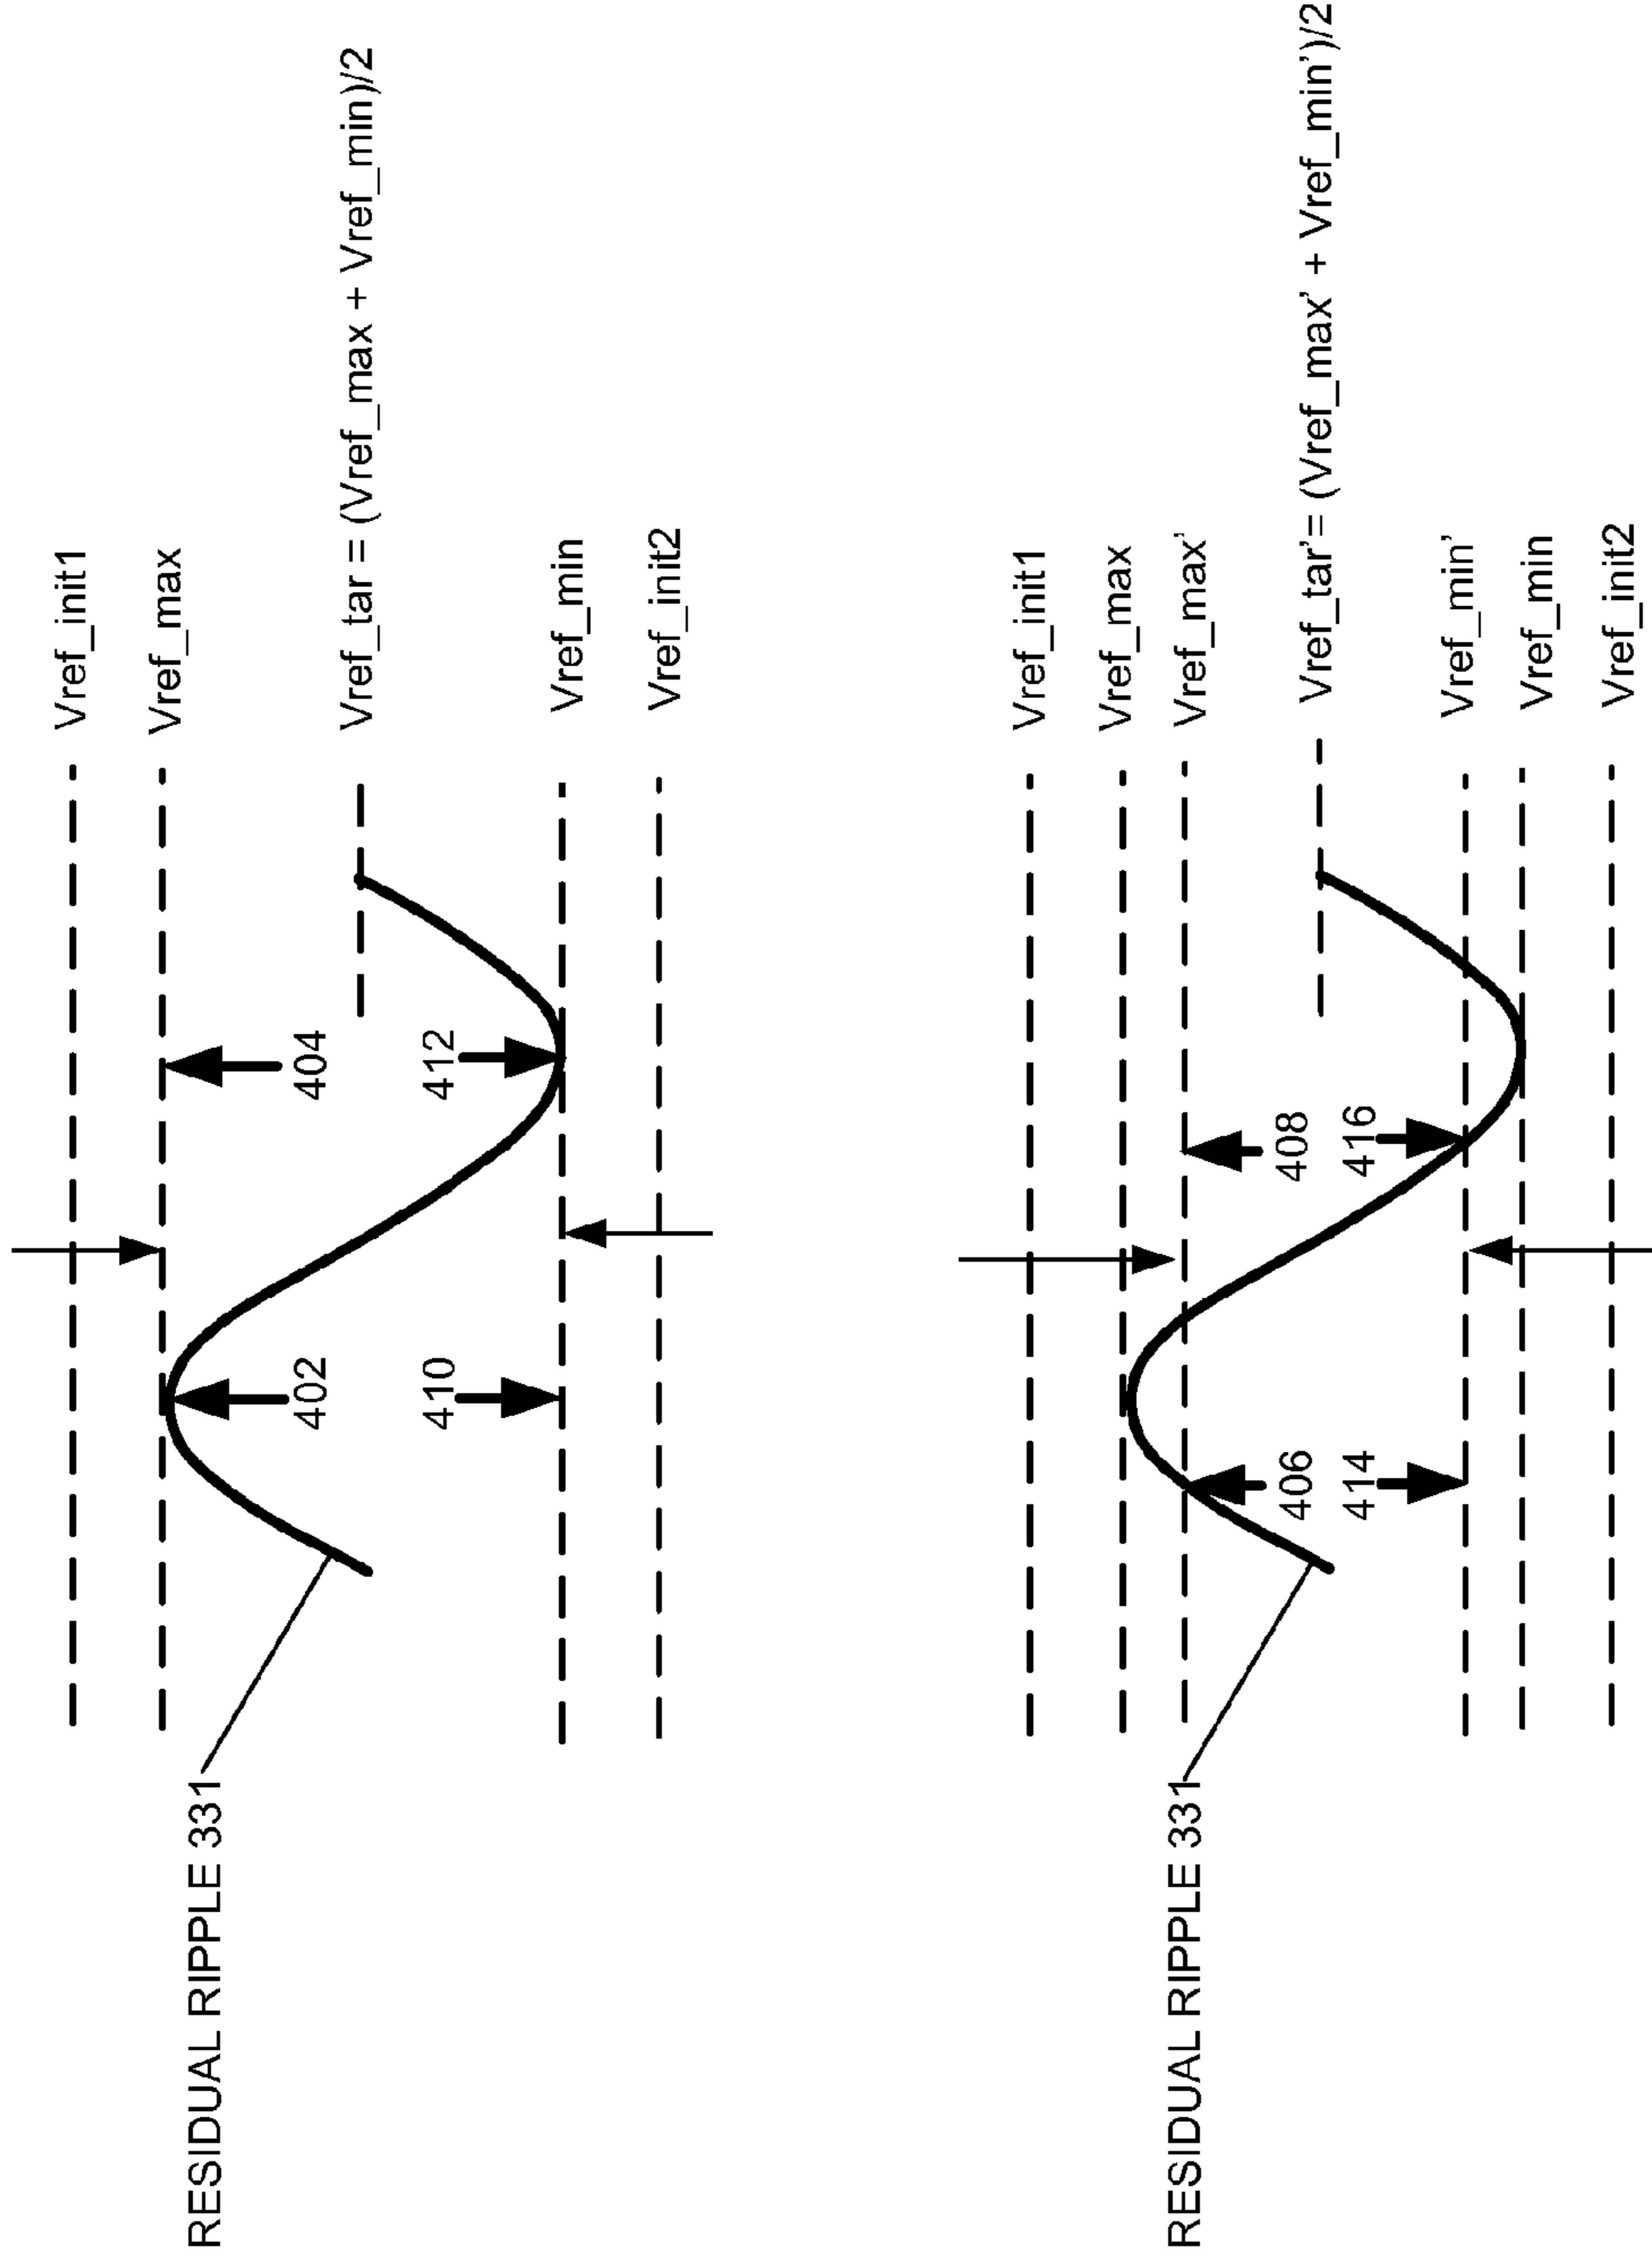 Vref_init1
Vref_max
RESIDUAL RIPPLE 331
402
404
Vref_tar = (Vref_max + Vref_min)/2
410
412
Vref_min
Vref_init2
Vref_init1
Vref_max
Vref_max'
RESIDUAL RIPPLE 331
406
408
Vref_tar'= (Vref_max' + Vref_min')/2
414
416
Vref_min'
Vref_min
Vref_init2